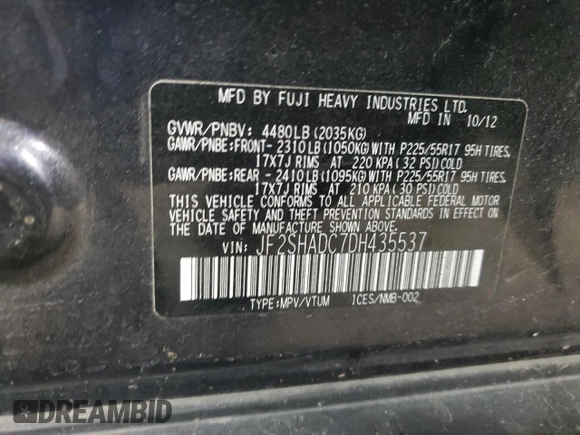 MFD BY FUJI HEAVY INDUSTRIES LTD.
MFD IN 10/12
GVWR/PNBV: 4480LB(2035KG)
GAWR/PNBE:FRONT- 2310LB(1050KG)WITH P225/55R17 95H TIRES,
17X7J RIMS AT 220 KPA (32 PSI)COLD
GAWR/PNBE:REAR - 2410LB(1095KG)WITH P225/55R17 95H TIRES,
17X7J RIMS AT 210 KPA (30 PSI)COLD
THIS VEHICLE CONFORMS TO ALL APPLICABLE FEDERAL MOTOR
VEHICLE SAFETY AND THEFT PREVENTION STANDARDS IN EFFECT ON
THE DATE OF MANUFACTURE SHOWN ABOVE.
VIN: JF2SHADC7DH435537
TYPE:MPV/VTUM ICES/NMB-002
DREAMBID